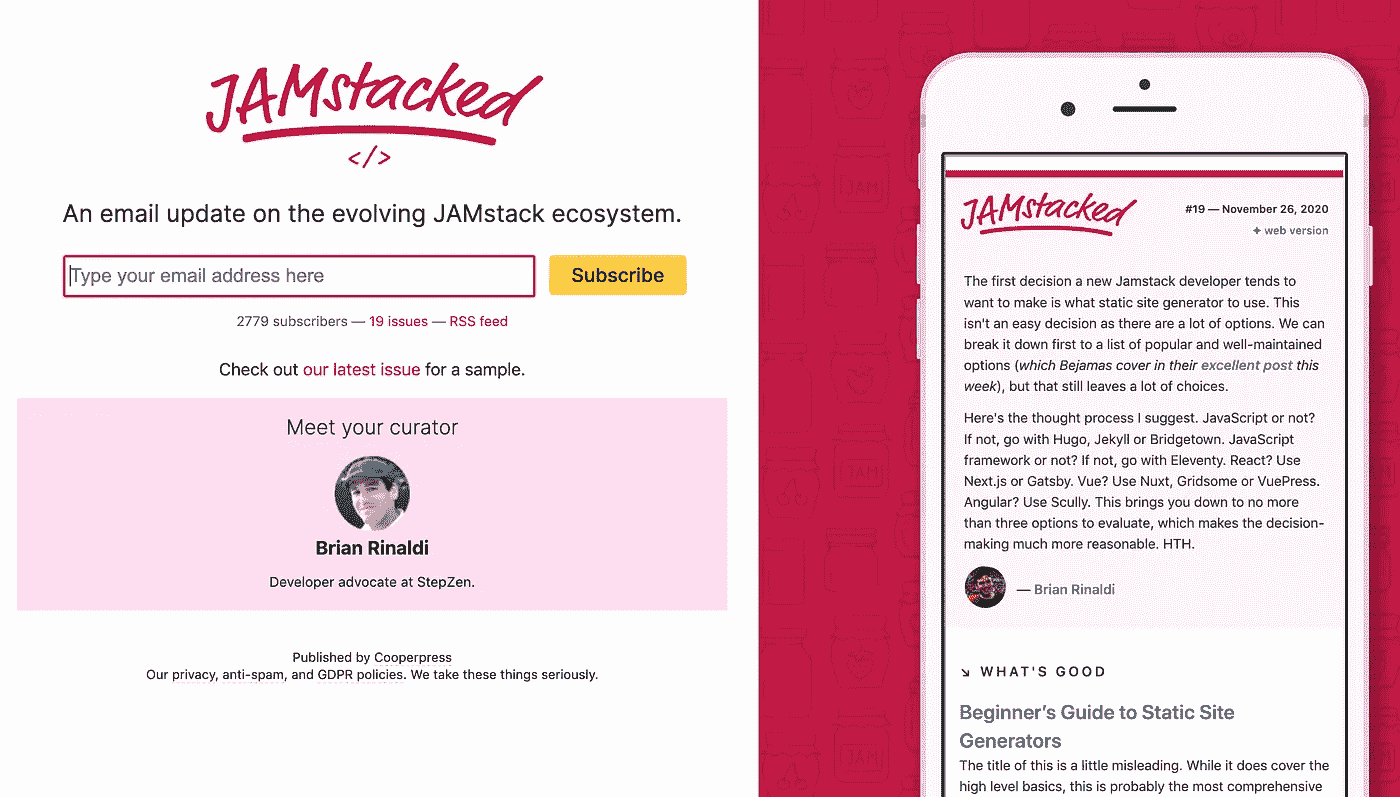 JAMstacked
</>
An email update on the evolving JAMstack ecosystem.
Type your email address here
Subscribe
2779 subscribers — 19 issues — RSS feed
Check out our latest issue for a sample.
Meet your curator
Brian Rinaldi
Developer advocate at StepZen.
Published by Cooperpress
Our privacy, anti-spam, and GDPR policies. We take these things seriously.
JAMstacked
#19 — November 26, 2020
✦ web version
The first decision a new Jamstack developer tends to
want to make is what static site generator to use. This
isn't an easy decision as there are a lot of options. We can
break it down first to a list of popular and well-maintained
options (which Bejamas cover in their excellent post this
week), but that still leaves a lot of choices.
Here's the thought process I suggest. JavaScript or not?
If not, go with Hugo, Jekyll or Bridgetown. JavaScript
framework or not? If not, go with Eleventy. React? Use
Next.js or Gatsby. Vue? Use Nuxt, Gridsome or VuePress.
Angular? Use Scully. This brings you down to no more
than three options to evaluate, which makes the decision-
making much more reasonable. HTH.
— Brian Rinaldi
↘ WHAT'S GOOD
Beginner’s Guide to Static Site
Generators
The title of this is a little misleading. While it does cover the
high level basics, this is probably the most comprehensive
JAM
JAM
JAM